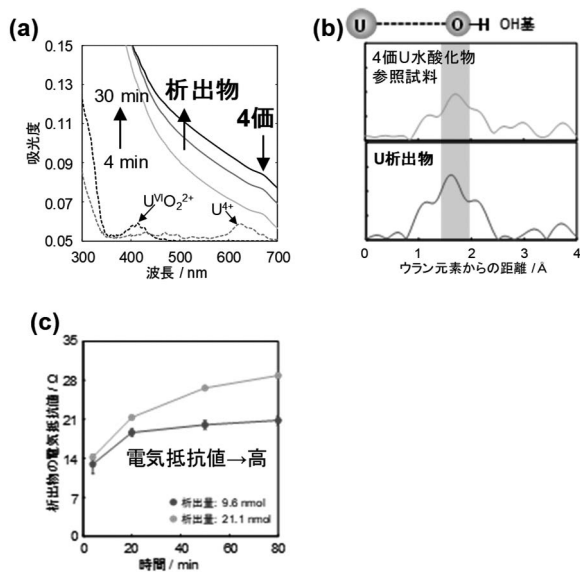 (a)
0.15
0.13
0.11
0.09
0.07
0.05
吸光度
30 min
4 min
析出物
4価
UVIO22+
U4+
300 400 500 600 700
波長 / nm
(b)
U O H OH基
4価U水酸化物
参照試料
U析出物
0 1 2 3 4
ウラン元素からの距離 /Å
(c)
35
28
21
14
7
0
析出物の電気抵抗値 / Ω
電気抵抗値→高
析出量: 9.6 nmol
析出量: 21.1 nmol
0 20 40 60 80
時間 / min